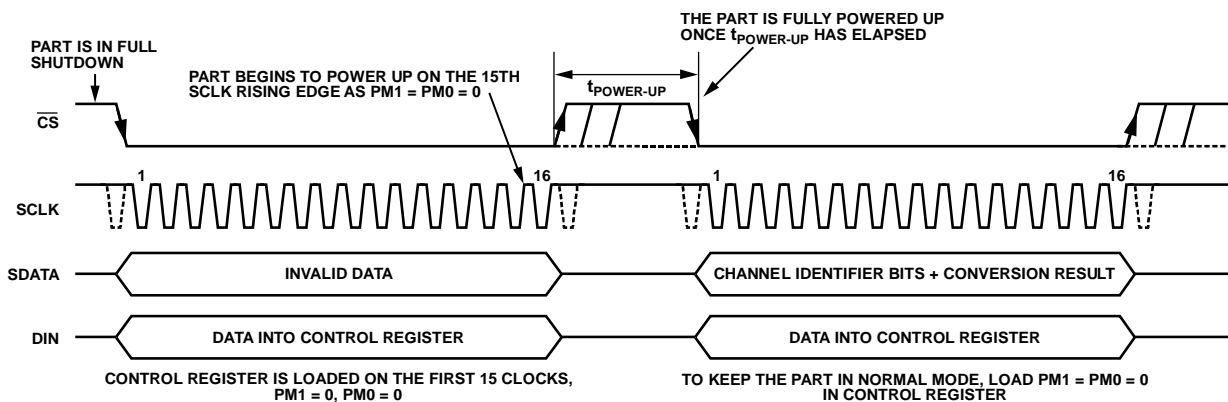 THE PART IS FULLY POWERED UP
ONCE tPOWER-UP HAS ELAPSED
PART IS IN FULL
SHUTDOWN
PART BEGINS TO POWER UP ON THE 15TH
SCLK RISING EDGE AS PM1 = PM0 = 0
tPOWER-UP
CS
1
16
1
16
SCLK
SDATA
INVALID DATA
CHANNEL IDENTIFIER BITS + CONVERSION RESULT
DIN
DATA INTO CONTROL REGISTER
DATA INTO CONTROL REGISTER
CONTROL REGISTER IS LOADED ON THE FIRST 15 CLOCKS,
PM1 = 0, PM0 = 0
TO KEEP THE PART IN NORMAL MODE, LOAD PM1 = PM0 = 0
IN CONTROL REGISTER